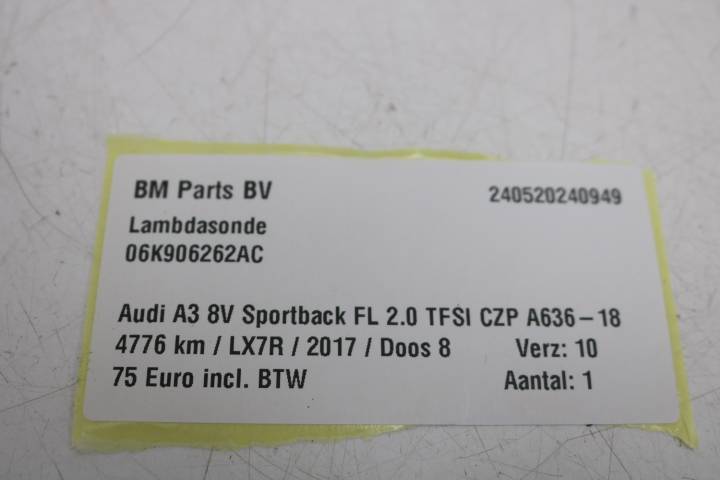 BM Parts BV 240520240949
Lambdasonde
06K906262AC
Audi A3 8V Sportback FL 2.0 TFSI CZP A636-18
4776 km / LX7R / 2017 / Doos 8 Verz: 10
75 Euro incl. BTW Aantal: 1